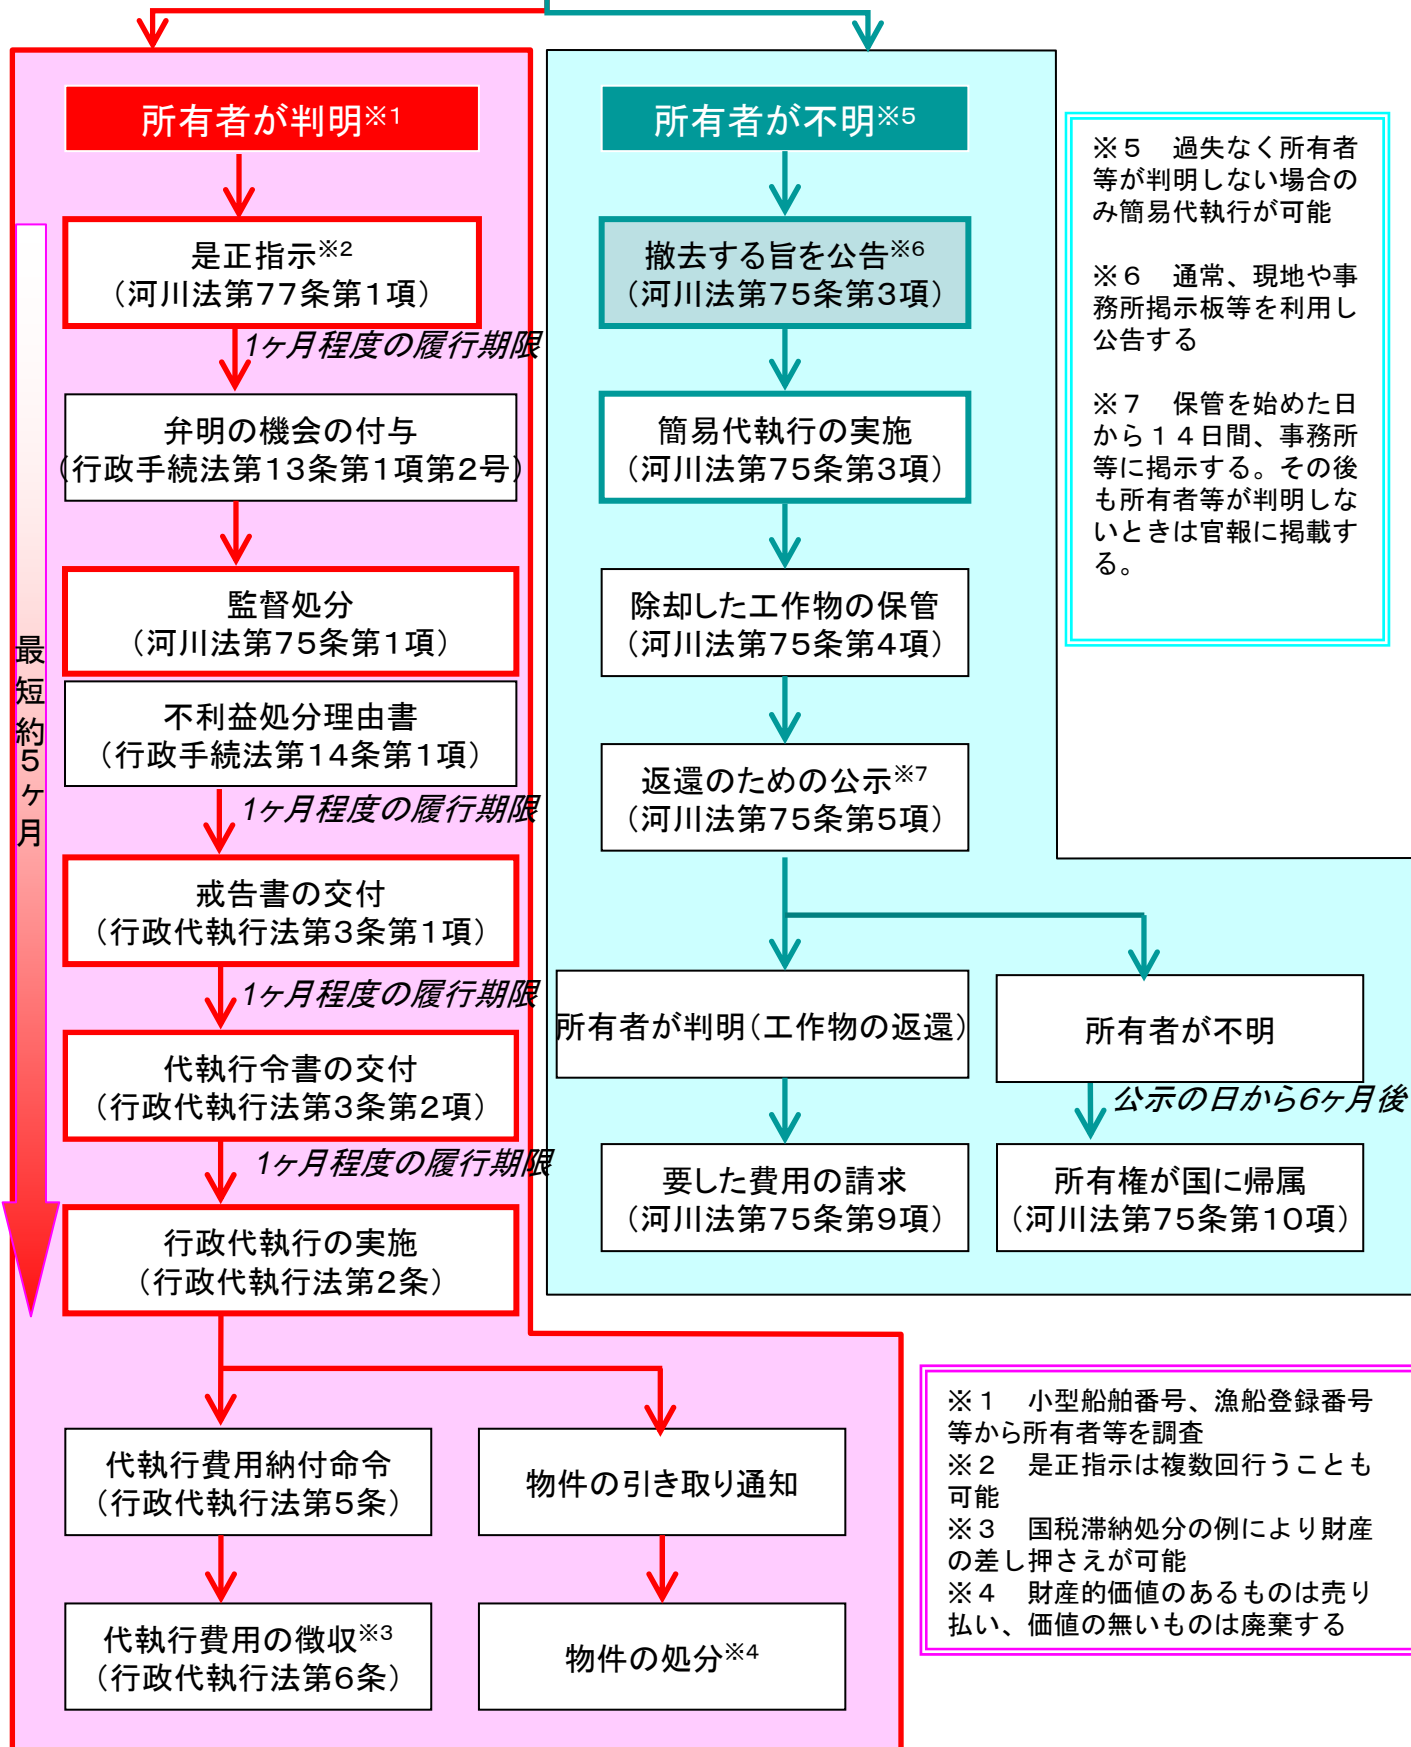 所有者が判明※1
是正指示※2
（河川法第77条第1項）
1ヶ月程度の履行期限
弁明の機会の付与
(行政手続法第13条第1項第2号)
監督処分
（河川法第75条第1項）
不利益処分理由書
（行政手続法第14条第1項）
1ヶ月程度の履行期限
戒告書の交付
（行政代執行法第3条第1項）
1ヶ月程度の履行期限
代執行令書の交付
（行政代執行法第3条第2項）
1ヶ月程度の履行期限
行政代執行の実施
（行政代執行法第2条）
最短約5ヶ月
代執行費用納付命令
（行政代執行法第5条）
代執行費用の徴収※3
（行政代執行法第6条）
物件の引き取り通知
物件の処分※4
所有者が不明※5
撤去する旨を公告※6
（河川法第75条第3項）
簡易代執行の実施
（河川法第75条第3項）
除却した工作物の保管
（河川法第75条第4項）
返還のための公示※7
（河川法第75条第5項）
所有者が判明（工作物の返還）
要した費用の請求
（河川法第75条第9項）
所有者が不明
公示の日から6ヶ月後
所有権が国に帰属
（河川法第75条第10項）
※５　過失なく所有者
等が判明しない場合の
み簡易代執行が可能
※６　通常、現地や事
務所掲示板等を利用し
公告する
※７　保管を始めた日
から１４日間、事務所
等に掲示する。その後
も所有者等が判明しな
いときは官報に掲載す
る。
※１　小型船舶番号、漁船登録番号
等から所有者等を調査
※２　是正指示は複数回行うことも
可能
※３　国税滞納処分の例により財産
の差し押さえが可能
※４　財産的価値のあるものは売り
払い、価値の無いものは廃棄する